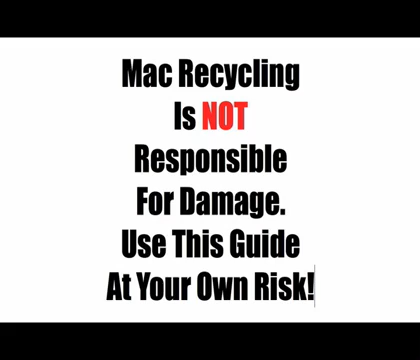 Mac Recycling
Is NOT
Responsible
For Damage.
Use This Guide
At Your Own Risk!